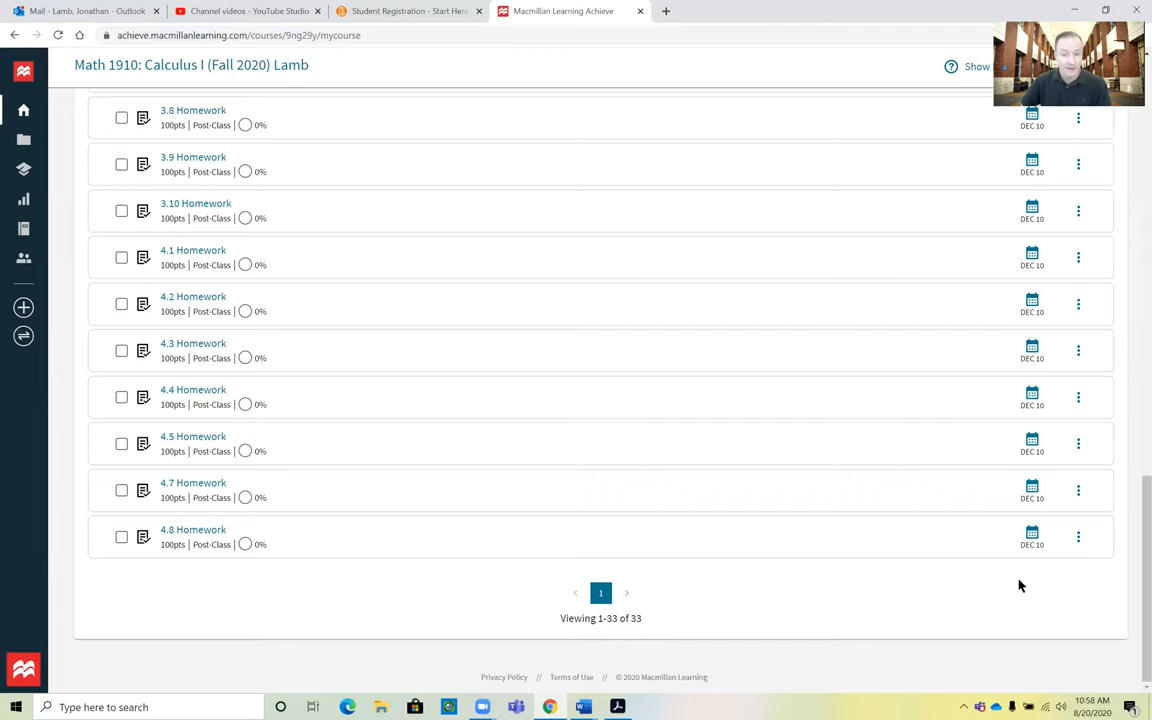 Mail - Lamb, Jonathan - Outlook
Channel videos - YouTube Studio
Student Registration - Start Here
Macmillan Learning Achieve
achieve.macmillanlearning.com/courses/9ng29y/mycourse
Math 1910: Calculus I (Fall 2020) Lamb
Show
3.8 Homework
100pts | Post-Class | 0%
DEC 10
3.9 Homework
100pts | Post-Class | 0%
DEC 10
3.10 Homework
100pts | Post-Class | 0%
DEC 10
4.1 Homework
100pts | Post-Class | 0%
DEC 10
4.2 Homework
100pts | Post-Class | 0%
DEC 10
4.3 Homework
100pts | Post-Class | 0%
DEC 10
4.4 Homework
100pts | Post-Class | 0%
DEC 10
4.5 Homework
100pts | Post-Class | 0%
DEC 10
4.7 Homework
100pts | Post-Class | 0%
DEC 10
4.8 Homework
100pts | Post-Class | 0%
DEC 10
1
Viewing 1-33 of 33
Privacy Policy // Terms of Use // © 2020 Macmillan Learning
Type here to search
10:58 AM
8/20/2020